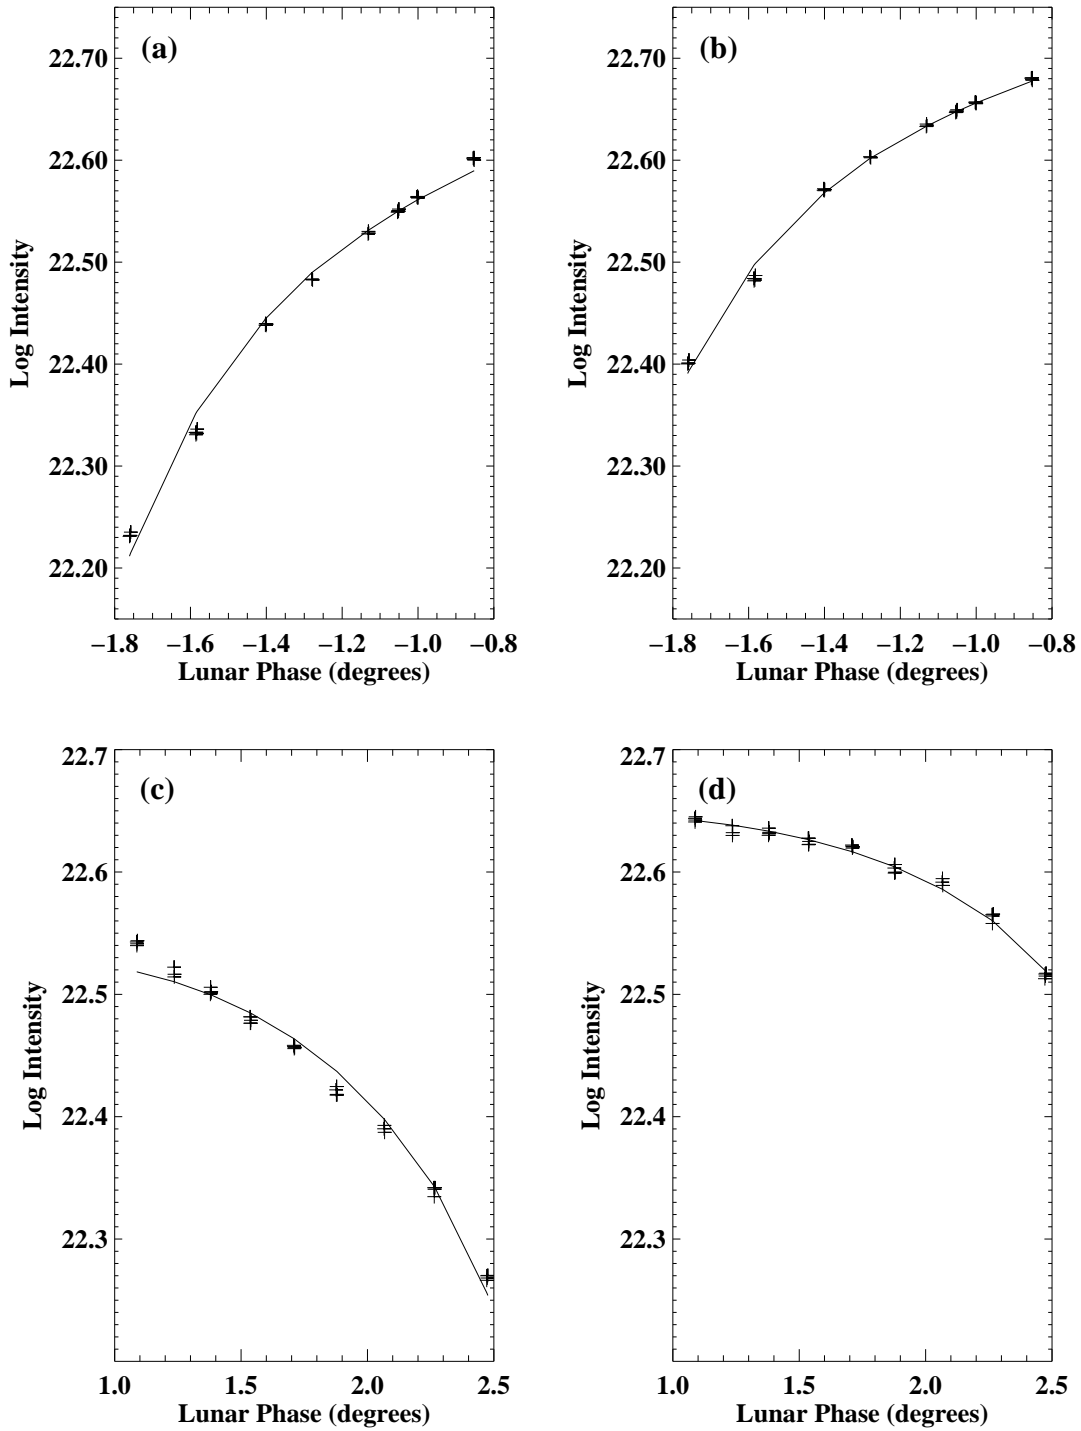 (a)
22.70
22.60
22.50
22.40
22.30
22.20
Log Intensity
−1.8 −1.6 −1.4 −1.2 −1.0 −0.8
Lunar Phase (degrees)
(b)
22.70
22.60
22.50
22.40
22.30
22.20
Log Intensity
−1.8 −1.6 −1.4 −1.2 −1.0 −0.8
Lunar Phase (degrees)
(c)
22.7
22.6
22.5
22.4
22.3
Log Intensity
1.0 1.5 2.0 2.5
Lunar Phase (degrees)
(d)
22.7
22.6
22.5
22.4
22.3
Log Intensity
1.0 1.5 2.0 2.5
Lunar Phase (degrees)